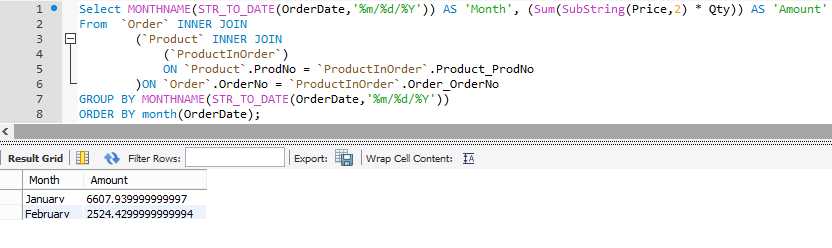 1 Select MONTHNAME(STR_TO_DATE(OrderDate,'%m/%d/%Y')) AS 'Month', (Sum(SubString(Price,2) * Qty)) AS 'Amount'
2 From `Order` INNER JOIN
3 (`Product` INNER JOIN
4 (`ProductInOrder`)
5 ON `Product`.ProdNo = `ProductInOrder`.Product_ProdNo
6 )ON `Order`.OrderNo = `ProductInOrder`.Order_OrderNo
7 GROUP BY MONTHNAME(STR_TO_DATE(OrderDate,'%m/%d/%Y'))
8 ORDER BY month(OrderDate);
Result Grid Filter Rows: Export: Wrap Cell Content: IA
Month Amount
January 6607.939999999997
February 2524.4299999999994